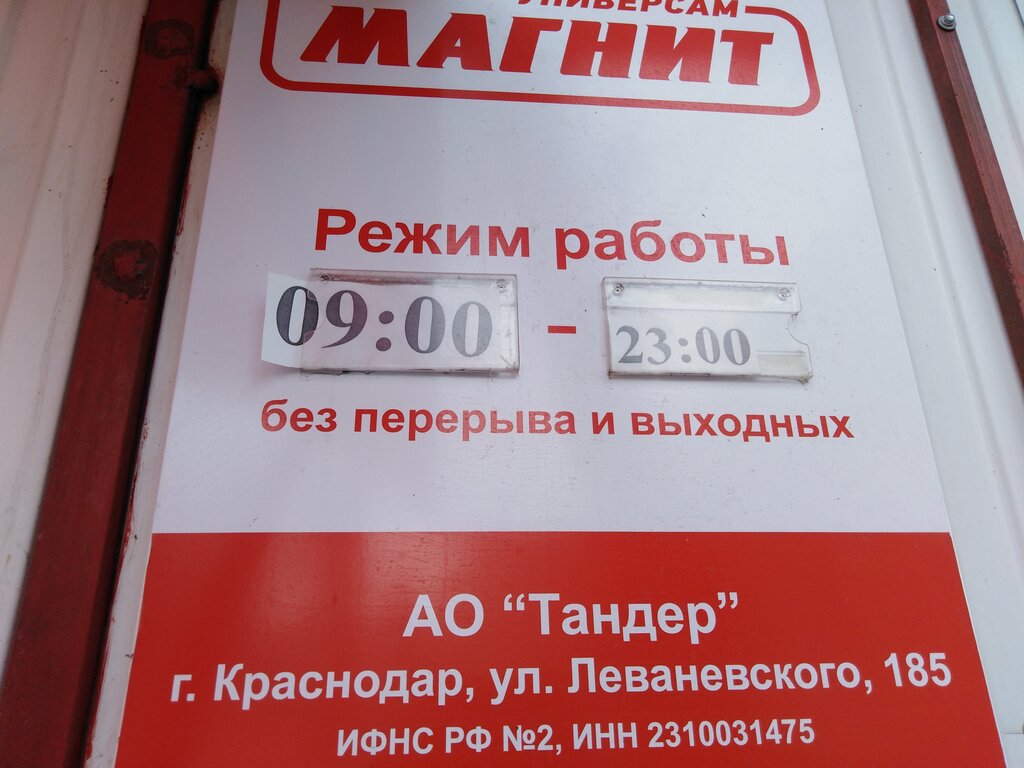 УНИВЕРСАМ
МАГНИТ
Режим работы
09:00 - 23:00
без перерыва и выходных
АО “Тандер”
г. Краснодар, ул. Леваневского, 185
ИФНС РФ №2, ИНН 2310031475